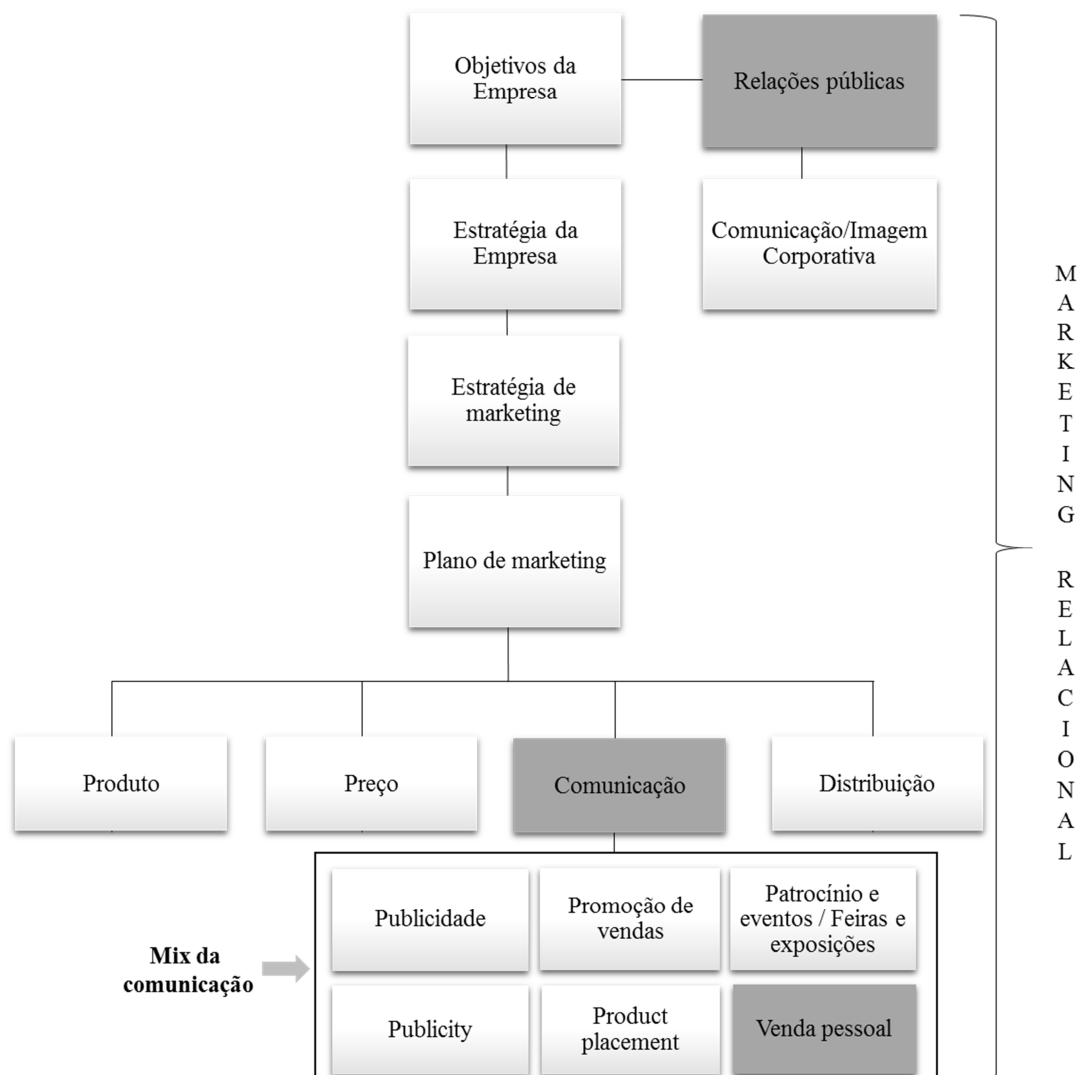 Objetivos da
Empresa
Relações públicas
Estratégia da
Empresa
Comunicação/Imagem
Corporativa
Estratégia de
marketing
Plano de marketing
Produto
Preço
Comunicação
Distribuição
Mix da
comunicação
Publicidade
Promoção de
vendas
Patrocínio e
eventos / Feiras e
exposições
Publicity
Product
placement
Venda pessoal
M
A
R
K
E
T
I
N
G
R
E
L
A
C
I
O
N
A
L